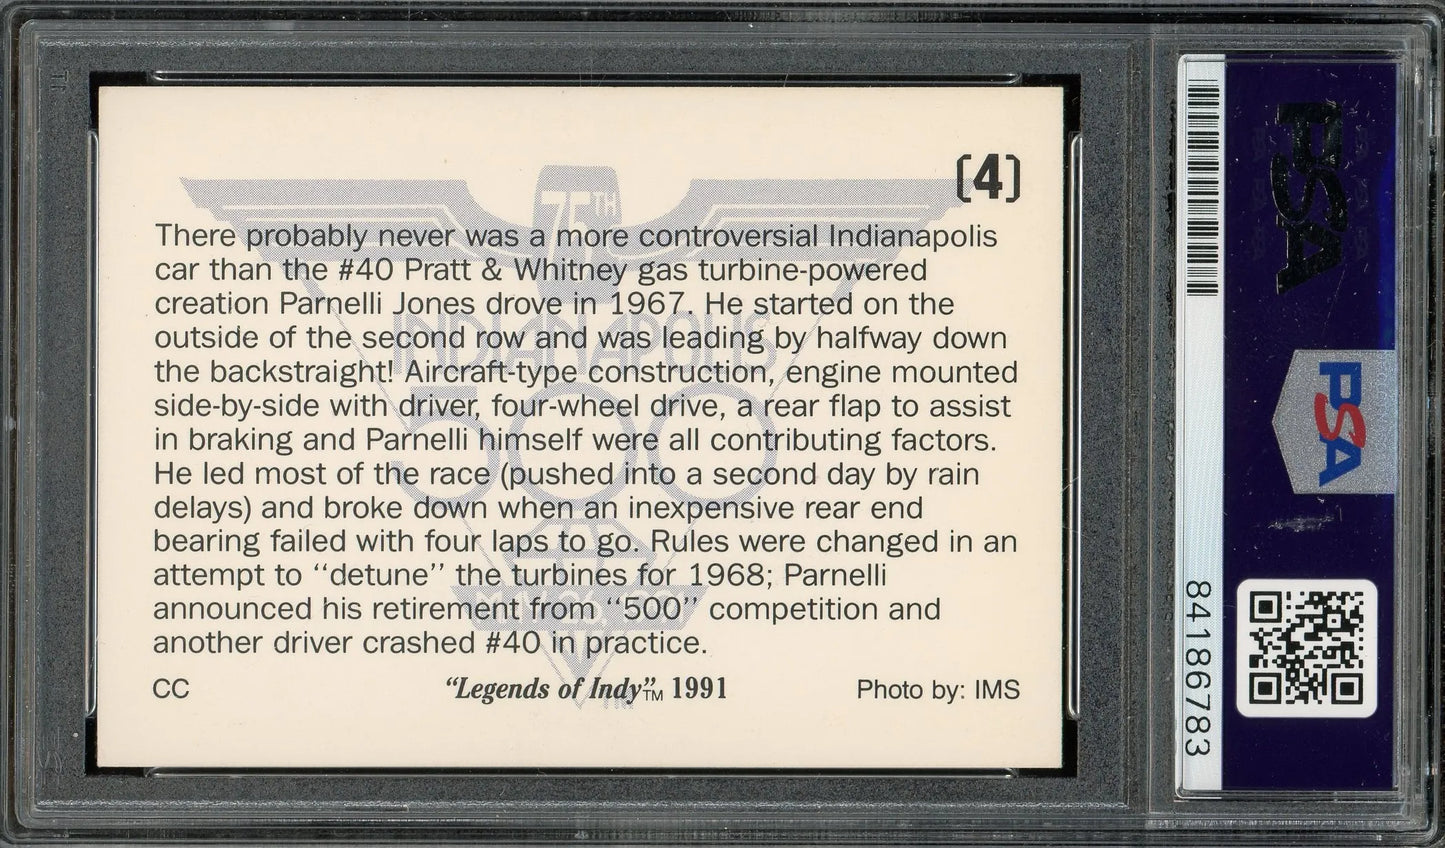 (4)
75TH
INDIANAPOLIS
500
There probably never was a more controversial Indianapolis
car than the #40 Pratt & Whitney gas turbine-powered
creation Parnelli Jones drove in 1967. He started on the
outside of the second row and was leading by halfway down
the backstraight! Aircraft-type construction, engine mounted
side-by-side with driver, four-wheel drive, a rear flap to assist
in braking and Parnelli himself were all contributing factors.
He led most of the race (pushed into a second day by rain
delays) and broke down when an inexpensive rear end
bearing failed with four laps to go. Rules were changed in an
attempt to ‘‘detune’’ the turbines for 1968; Parnelli
announced his retirement from ‘‘500’’ competition and
another driver crashed #40 in practice.
CC
“Legends of Indy”TM 1991
Photo by: IMS
PSA
PSA
84186783